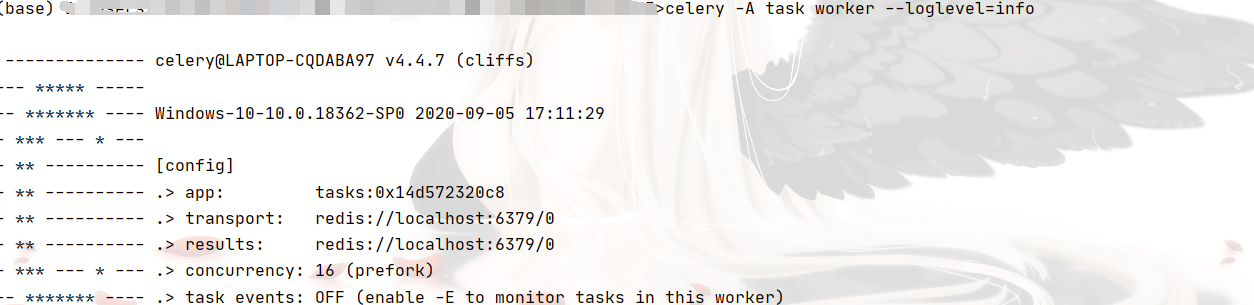 (base) >celery -A task worker --loglevel=info
-------------- celery@LAPTOP-CQDABA97 v4.4.7 (cliffs)
--- ***** -----
-- ******* ---- Windows-10-10.0.18362-SP0 2020-09-05 17:11:29
- *** --- * ---
- ** ---------- [config]
- ** ---------- .> app:         tasks:0x14d572320c8
- ** ---------- .> transport:   redis://localhost:6379/0
- ** ---------- .> results:     redis://localhost:6379/0
- *** --- * --- .> concurrency: 16 (prefork)
-- ******* ---- .> task events: OFF (enable -E to monitor tasks in this worker)